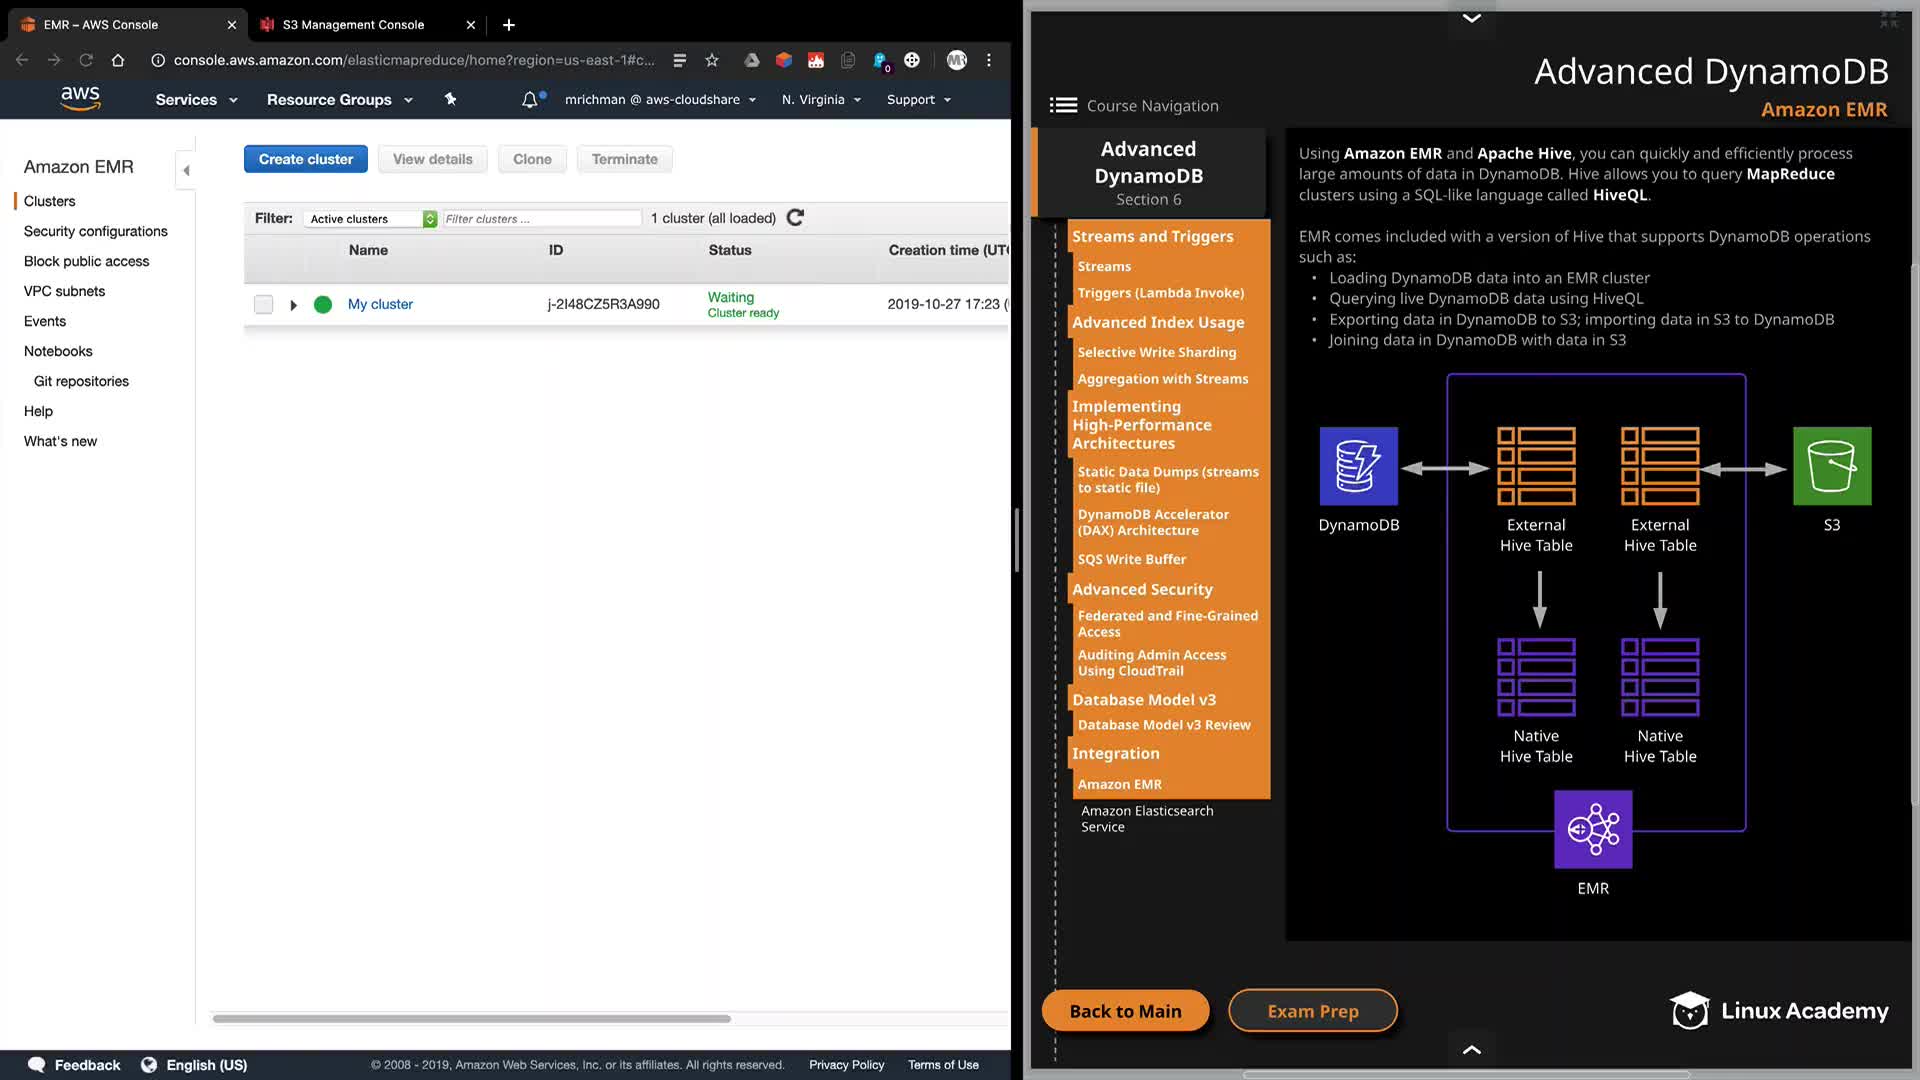 EMR – AWS Console
S3 Management Console
console.aws.amazon.com/elasticmapreduce/home?region=us-east-1#c...
0
MR
aws
Services
Resource Groups
mrichman @ aws-cloudshare
N. Virginia
Support
Amazon EMR
Clusters
Security configurations
Block public access
VPC subnets
Events
Notebooks
Git repositories
Help
What's new
Create cluster
View details
Clone
Terminate
Filter:
Active clusters
Filter clusters ...
1 cluster (all loaded)
Name
ID
Status
Creation time (UT
My cluster
j-2I48CZ5R3A990
Waiting
Cluster ready
2019-10-27 17:23 (
Feedback
English (US)
© 2008 - 2019, Amazon Web Services, Inc. or its affiliates. All rights reserved.
Privacy Policy
Terms of Use
Advanced DynamoDB
Amazon EMR
Course Navigation
Advanced
DynamoDB
Section 6
Streams and Triggers
Streams
Triggers (Lambda Invoke)
Advanced Index Usage
Selective Write Sharding
Aggregation with Streams
Implementing
High-Performance
Architectures
Static Data Dumps (streams
to static file)
DynamoDB Accelerator
(DAX) Architecture
SQS Write Buffer
Advanced Security
Federated and Fine-Grained
Access
Auditing Admin Access
Using CloudTrail
Database Model v3
Database Model v3 Review
Integration
Amazon EMR
Amazon Elasticsearch
Service
Using Amazon EMR and Apache Hive, you can quickly and efficiently process
large amounts of data in DynamoDB. Hive allows you to query MapReduce
clusters using a SQL-like language called HiveQL.
EMR comes included with a version of Hive that supports DynamoDB operations
such as:
• Loading DynamoDB data into an EMR cluster
• Querying live DynamoDB data using HiveQL
• Exporting data in DynamoDB to S3; importing data in S3 to DynamoDB
• Joining data in DynamoDB with data in S3
DynamoDB
External
Hive Table
External
Hive Table
S3
Native
Hive Table
Native
Hive Table
EMR
Back to Main
Exam Prep
Linux Academy